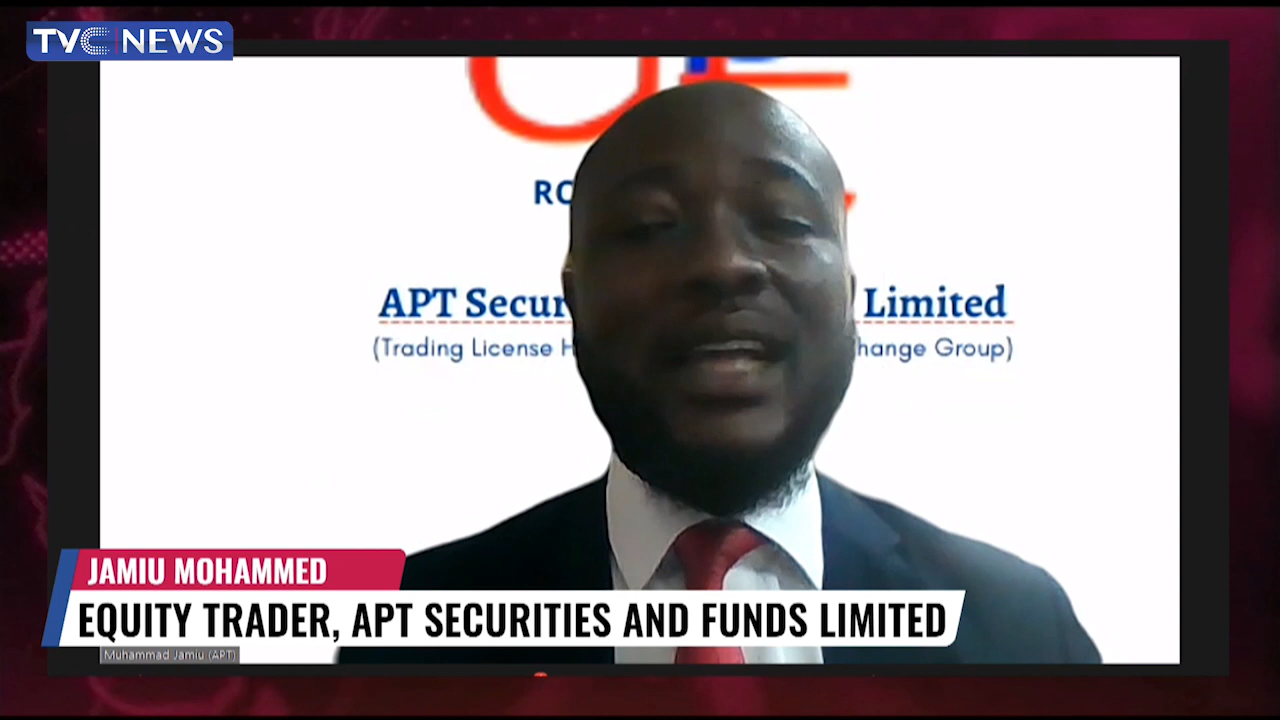 TVC NEWS
RC
APT Secur Limited
(Trading License H hange Group)
JAMIU MOHAMMED
EQUITY TRADER, APT SECURITIES AND FUNDS LIMITED
Muhammad Jamiu (APT)